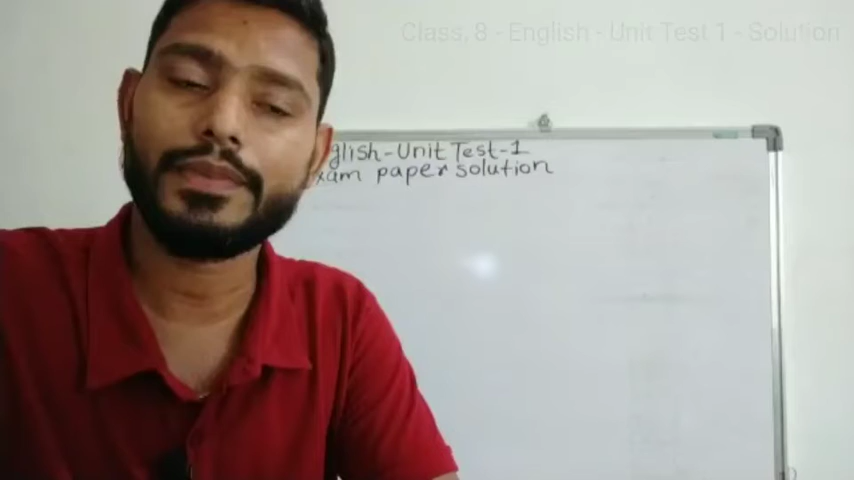 Class, 8 - English - Unit Test 1 - Solution
glish-Unit Test-1
xam paper solution